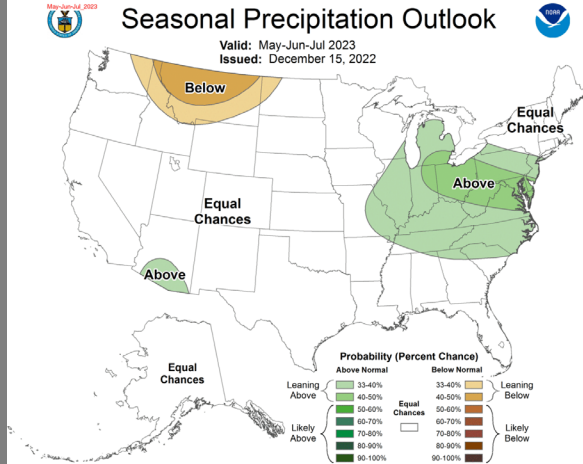 May-Jun-Jul_2023
Seasonal Precipitation Outlook
NOAA
Valid: May-Jun-Jul 2023
Issued: December 15, 2022
Below
Equal
Chances
Above
Equal
Chances
Above
Equal
Chances
Probability (Percent Chance)
Above Normal
Below Normal
Leaning
Above
33-40%
40-50%
Likely
Above
50-60%
60-70%
70-80%
80-90%
90-100%
Equal
Chances
33-40%
40-50%
Leaning
Below
50-60%
60-70%
70-80%
80-90%
90-100%
Likely
Below